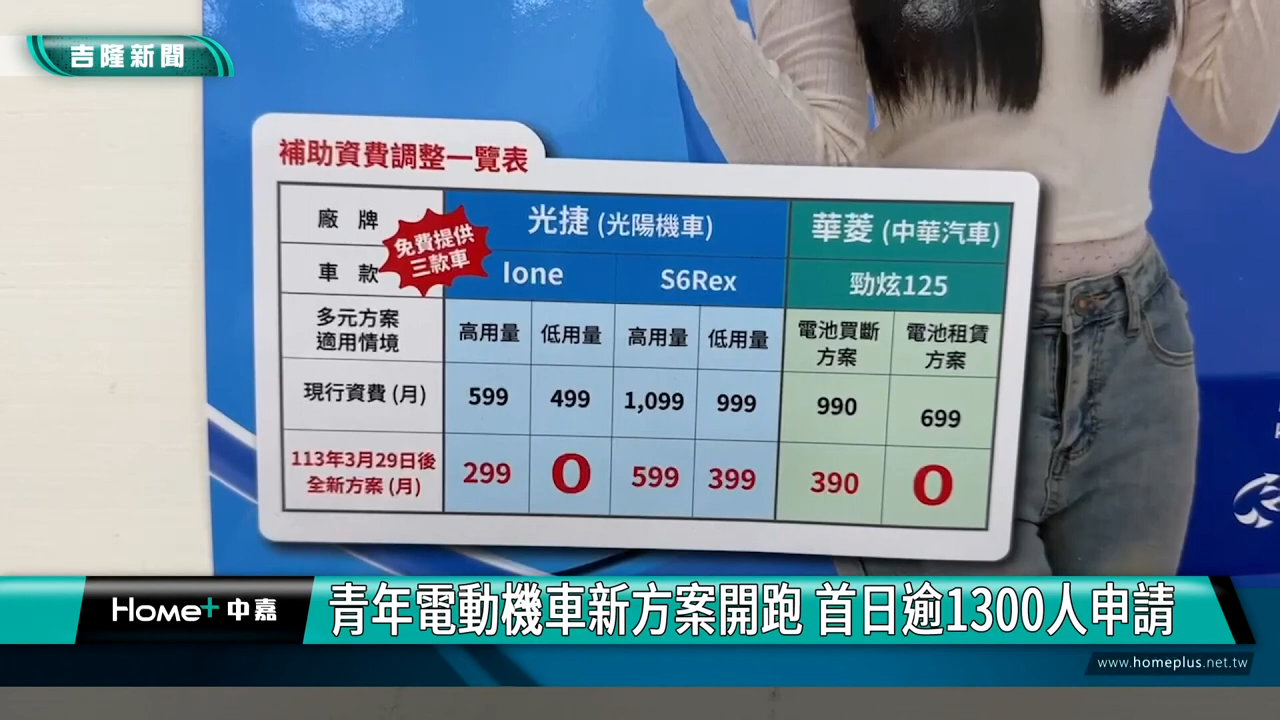 吉隆新聞
補助資費調整一覽表
廠牌 光捷 (光陽機車) 華菱 (中華汽車)
免費提供
三款車
車款 Ione S6Rex 勁炫125
多元方案
適用情境 高用量 低用量 高用量 低用量 電池買斷
方案 電池租賃
方案
現行資費 (月) 599 499 1,099 999 990 699
113年3月29日後
全新方案 (月) 299 0 599 399 390 0
Home+ 中嘉 青年電動機車新方案開跑 首日逾1300人申請
www.homeplus.net.tw